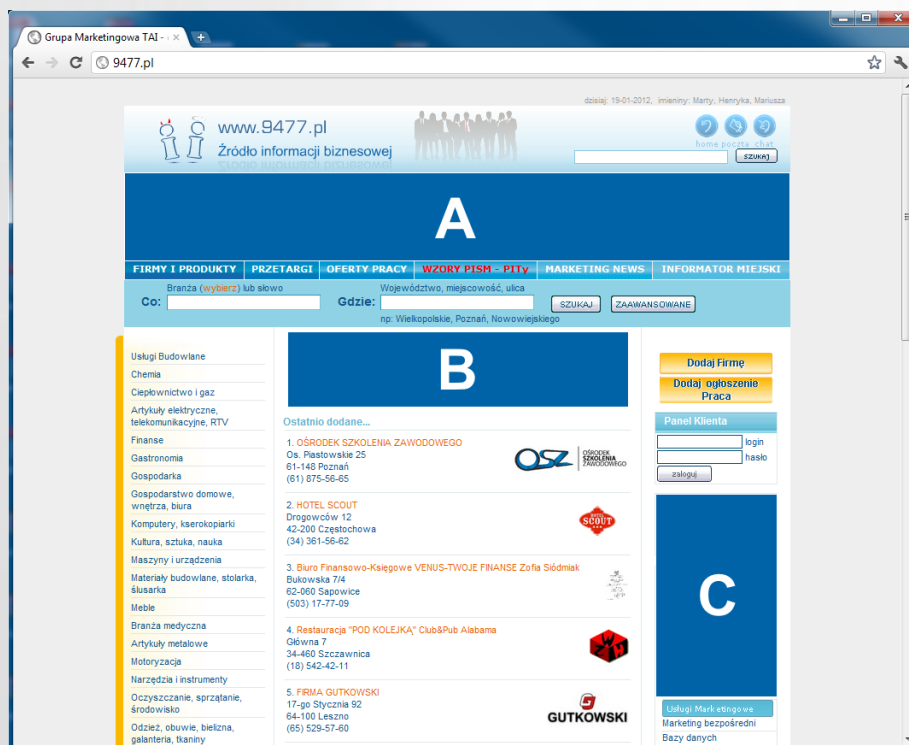 Grupa Marketingowa TAI -
9477.pl
dzisiaj: 19-01-2012, imieniny: Marty, Henryka, Mariusza
www.9477.pl
Źródło informacji biznesowej
home poczta chat
SZUKAJ
A
FIRMY I PRODUKTY PRZETARGI OFERTY PRACY WZORY PISM - PITy MARKETING NEWS INFORMATOR MIEJSKI
Branża (wybierz) lub słowo
Województwo, miejscowość, ulica
Co:
Gdzie:
SZUKAJ
ZAAWANSOWANE
np: Wielkopolskie, Poznań, Nowowiejskiego
Usługi Budowlane
Chemia
Ciepłownictwo i gaz
Artykuły elektryczne,
telekomunikacyjne, RTV
Finanse
Gastronomia
Gospodarka
Gospodarstwo domowe,
wnętrza, biura
Komputery, kserokopiarki
Kultura, sztuka, nauka
Maszyny i urządzenia
Materiały budowlane, stolarka,
ślusarka
Meble
Branża medyczna
Artykuły metalowe
Motoryzacja
Narzędzia i instrumenty
Oczyszczanie, sprzątanie,
środowisko
Odzież, obuwie, bielizna,
galanteria, tkaniny
B
Ostatnio dodane...
1. OŚRODEK SZKOLENIA ZAWODOWEGO
Os. Piastowskie 25
61-148 Poznań
(61) 875-56-65
OSZ
OŚRODEK
SZKOLENIA
ZAWODOWEGO
2. HOTEL SCOUT
Drogowców 12
42-200 Częstochowa
(34) 361-56-62
HOTEL
SCOUT
3. Biuro Finansowo-Księgowe VENUS-TWOJE FINANSE Zofia Siódmiak
Bukowska 7/4
62-060 Sapowice
(503) 17-77-09
4. Restauracja "POD KOLEJKĄ" Club&Pub Alabama
Główna 7
34-460 Szczawnica
(18) 542-42-11
5. FIRMA GUTKOWSKI
17-go Stycznia 92
64-100 Leszno
(65) 529-57-60
GUTKOWSKI
Dodaj Firmę
Dodaj ogłoszenie
Praca
Panel Klienta
login
hasło
zaloguj
C
Usługi Marketingowe
Marketing bezpośredni
Bazy danych